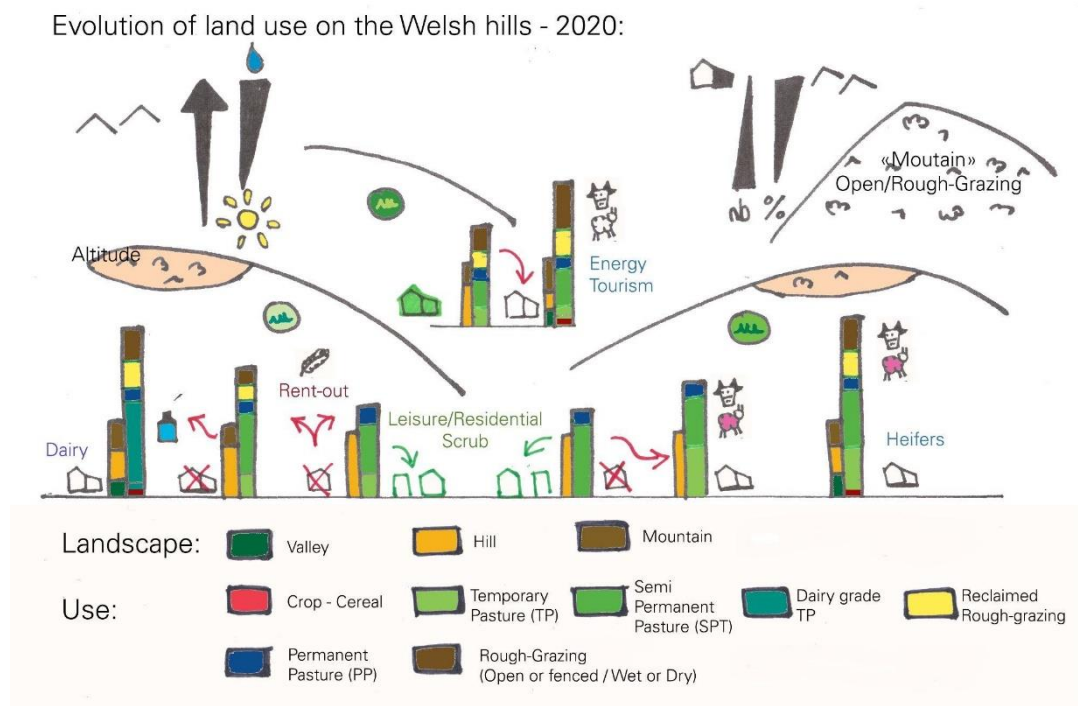 Evolution of land use on the Welsh hills - 2020:
nb %
«Moutain»
Open/Rough-Grazing
Altitude
Energy
Tourism
Rent-out
Leisure/Residential
Scrub
Dairy
Heifers
Landscape:
Valley
Hill
Mountain
Use:
Crop - Cereal
Temporary
Pasture (TP)
Semi
Permanent
Pasture (SPT)
Dairy grade
TP
Reclaimed
Rough-grazing
Permanent
Pasture (PP)
Rough-Grazing
(Open or fenced / Wet or Dry)